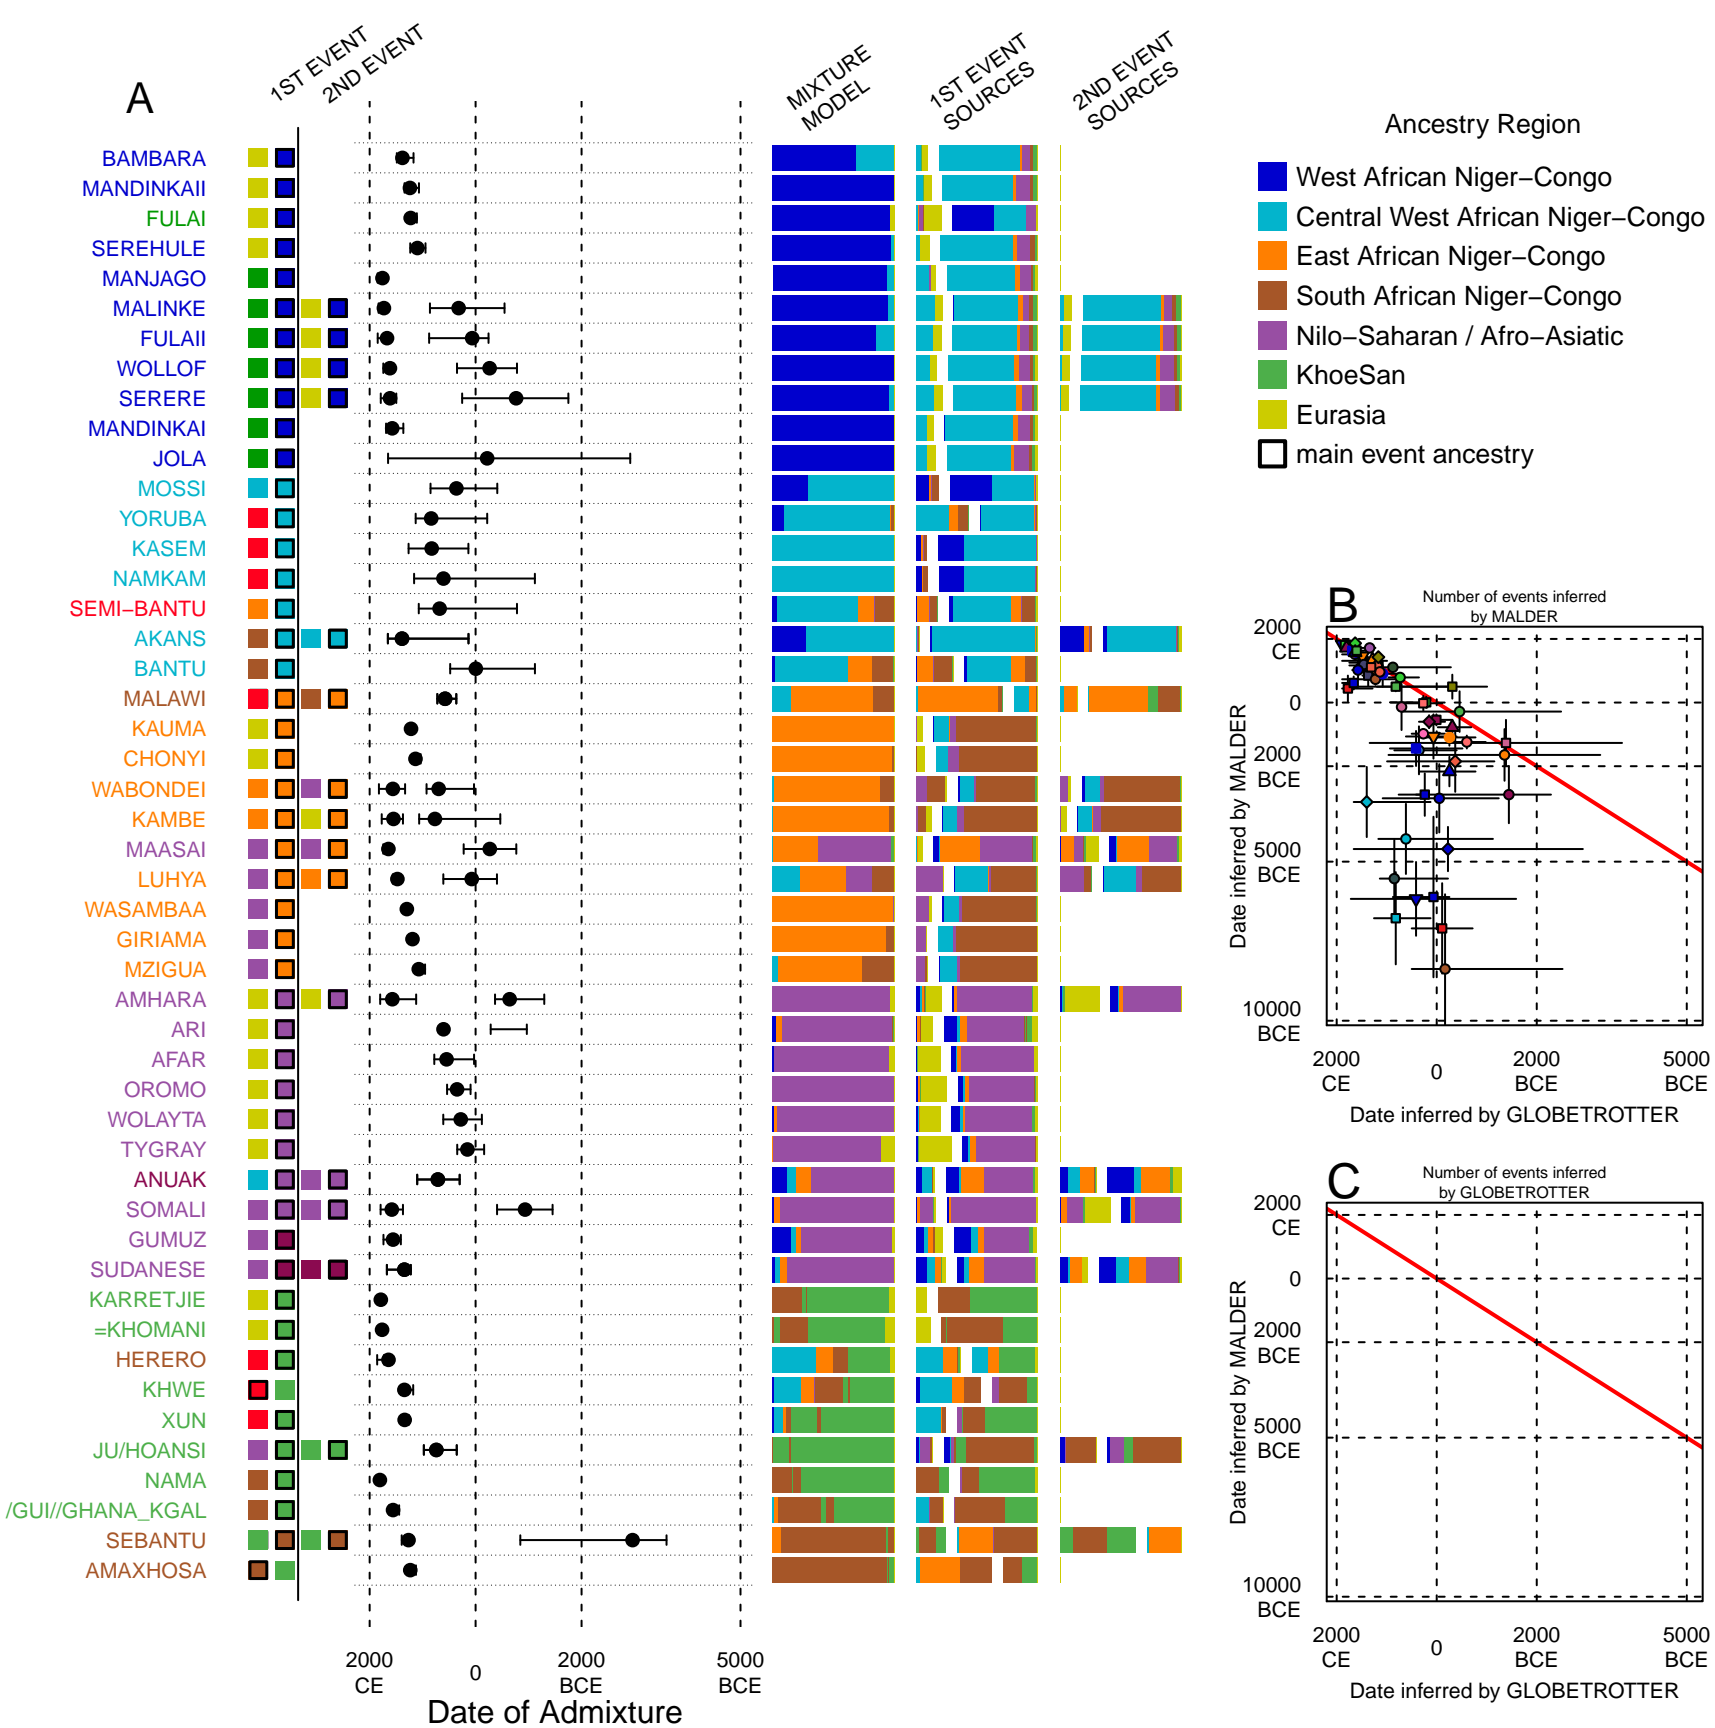 A
1ST EVENT
2ND EVENT
MIXTURE
MODEL
1ST EVENT
SOURCES
2ND EVENT
SOURCES
BAMBARA
MANDINKAII
FULAI
SEREHULE
MANJAGO
MALINKE
FULAII
WOLLOF
SERERE
MANDINKAI
JOLA
MOSSI
YORUBA
KASEM
NAMKAM
SEMI−BANTU
AKANS
BANTU
MALAWI
KAUMA
CHONYI
WABONDEI
KAMBE
MAASAI
LUHYA
WASAMBAA
GIRIAMA
MZIGUA
AMHARA
ARI
AFAR
OROMO
WOLAYTA
TYGRAY
ANUAK
SOMALI
GUMUZ
SUDANESE
KARRETJIE
=KHOMANI
HERERO
KHWE
XUN
JU/HOANSI
NAMA
/GUI//GHANA_KGAL
SEBANTU
AMAXHOSA
2000
CE
0
2000
BCE
5000
BCE
Date of Admixture
Ancestry Region
West African Niger−Congo
Central West African Niger−Congo
East African Niger−Congo
South African Niger−Congo
Nilo−Saharan / Afro−Asiatic
KhoeSan
Eurasia
main event ancestry
B
Number of events inferred
by MALDER
2000
CE
0
2000
BCE
5000
BCE
10000
BCE
Date inferred by MALDER
2000
CE
0
2000
BCE
5000
BCE
Date inferred by GLOBETROTTER
C
Number of events inferred
by GLOBETROTTER
2000
CE
0
2000
BCE
5000
BCE
10000
BCE
Date inferred by MALDER
2000
CE
0
2000
BCE
5000
BCE
Date inferred by GLOBETROTTER